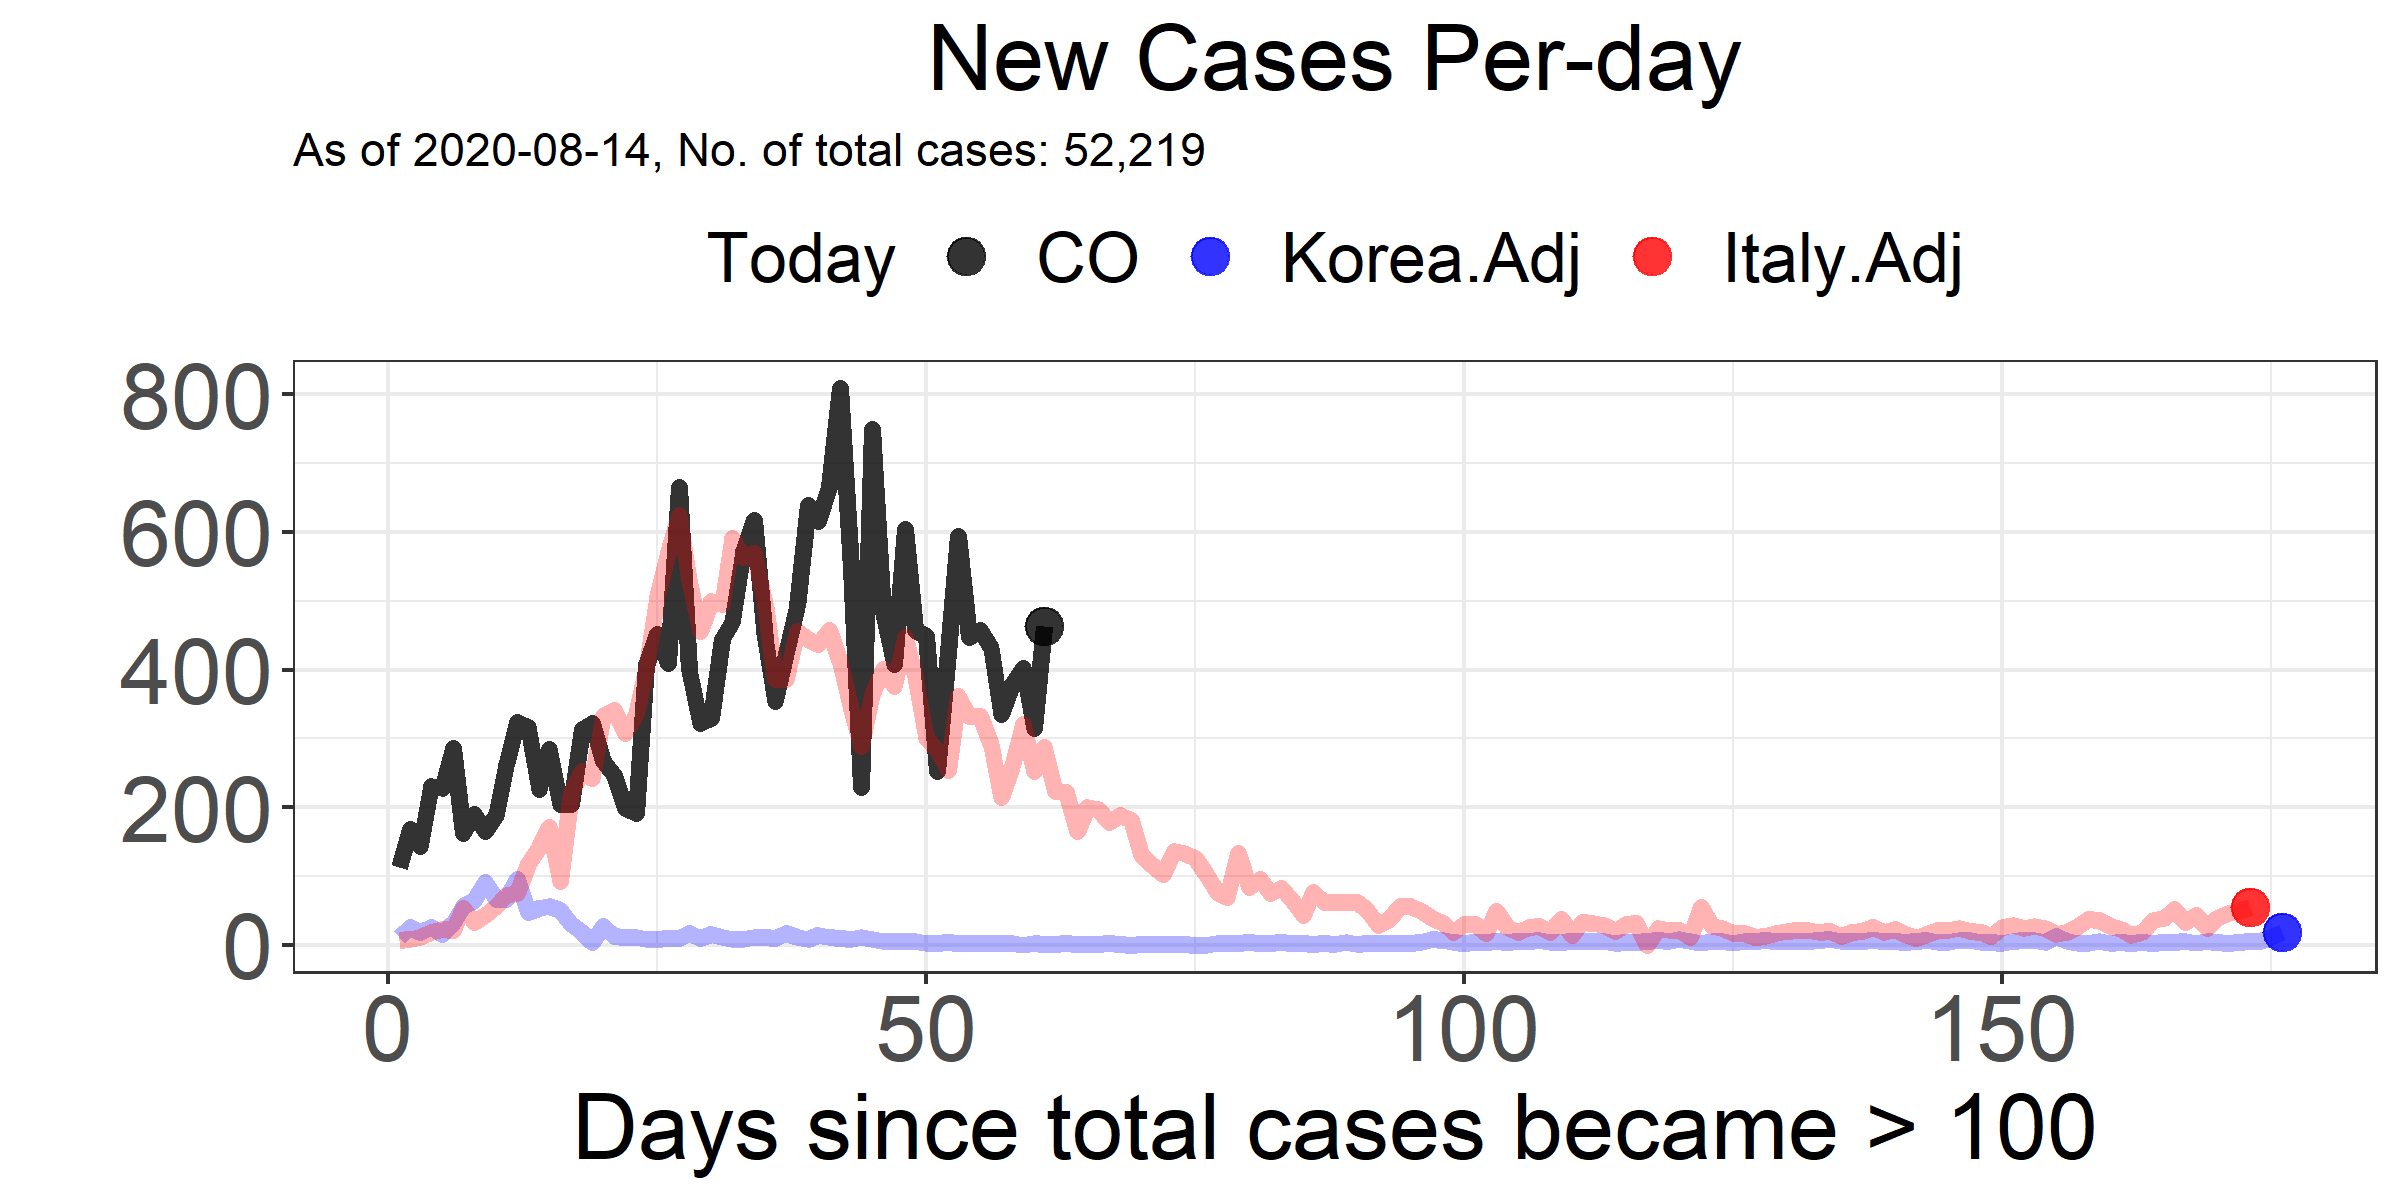 New Cases Per-day
As of 2020-08-14, No. of total cases: 52,219
Today CO Korea.Adj Italy.Adj
800
600
400
200
0
0 50 100 150
Days since total cases became > 100